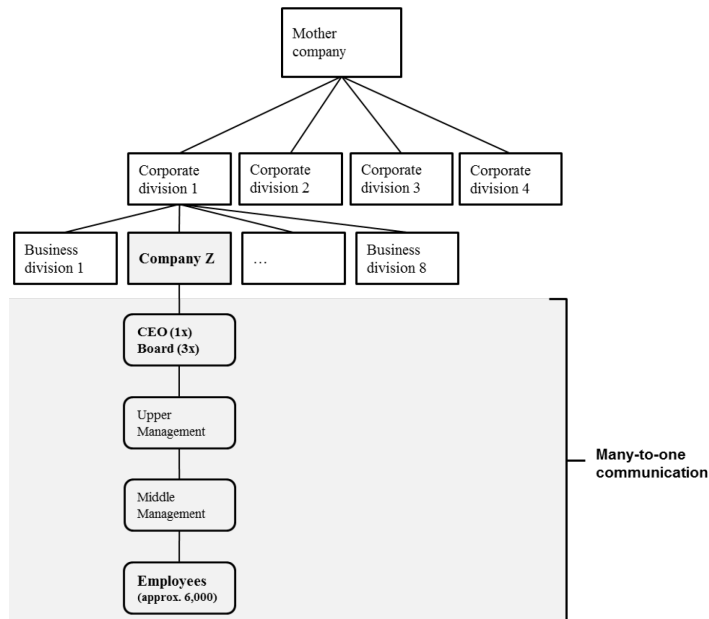 Mother
company
Corporate
division 1
Corporate
division 2
Corporate
division 3
Corporate
division 4
Business
division 1
Company Z
...
Business
division 8
CEO (1x)
Board (3x)
Upper
Management
Middle
Management
Employees
(approx. 6,000)
Many-to-one
communication